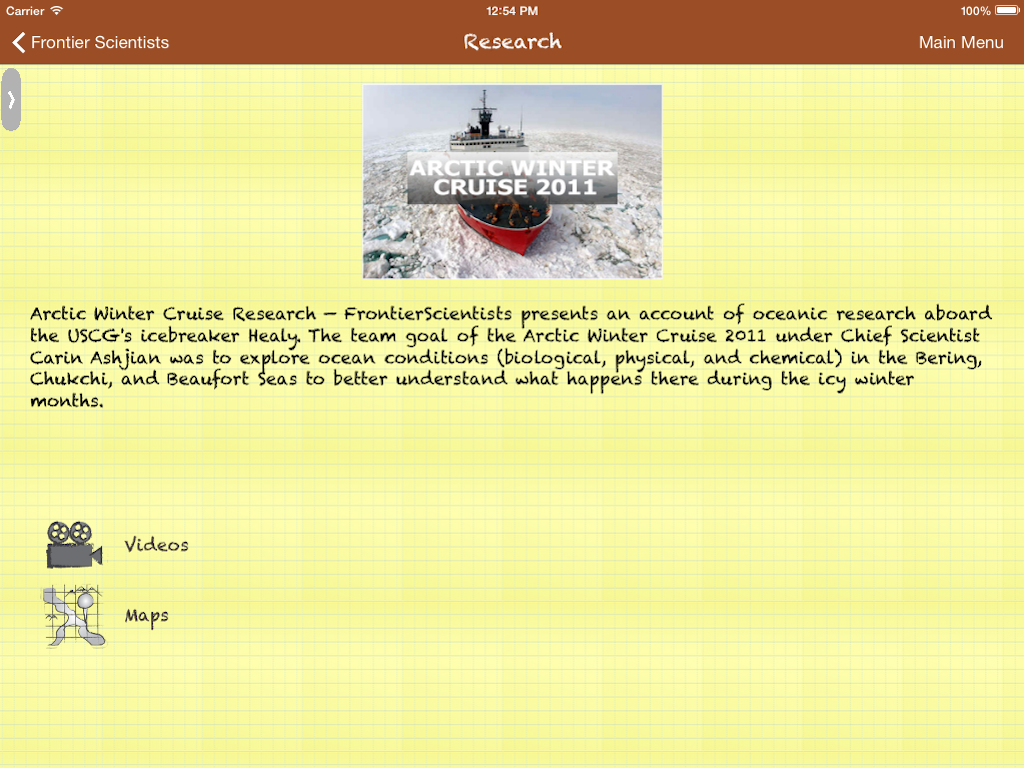 Carrier 12:54 PM 100%
Frontier Scientists Research Main Menu
ARCTIC WINTER
CRUISE 2011
Arctic Winter Cruise Research – FrontierScientists presents an account of oceanic research aboard
the USCG's icebreaker Healy. The team goal of the Arctic Winter Cruise 2011 under Chief Scientist
Carin Ashjian was to explore ocean conditions (biological, physical, and chemical) in the Bering,
Chukchi, and Beaufort Seas to better understand what happens there during the icy winter
months.
Videos
Maps